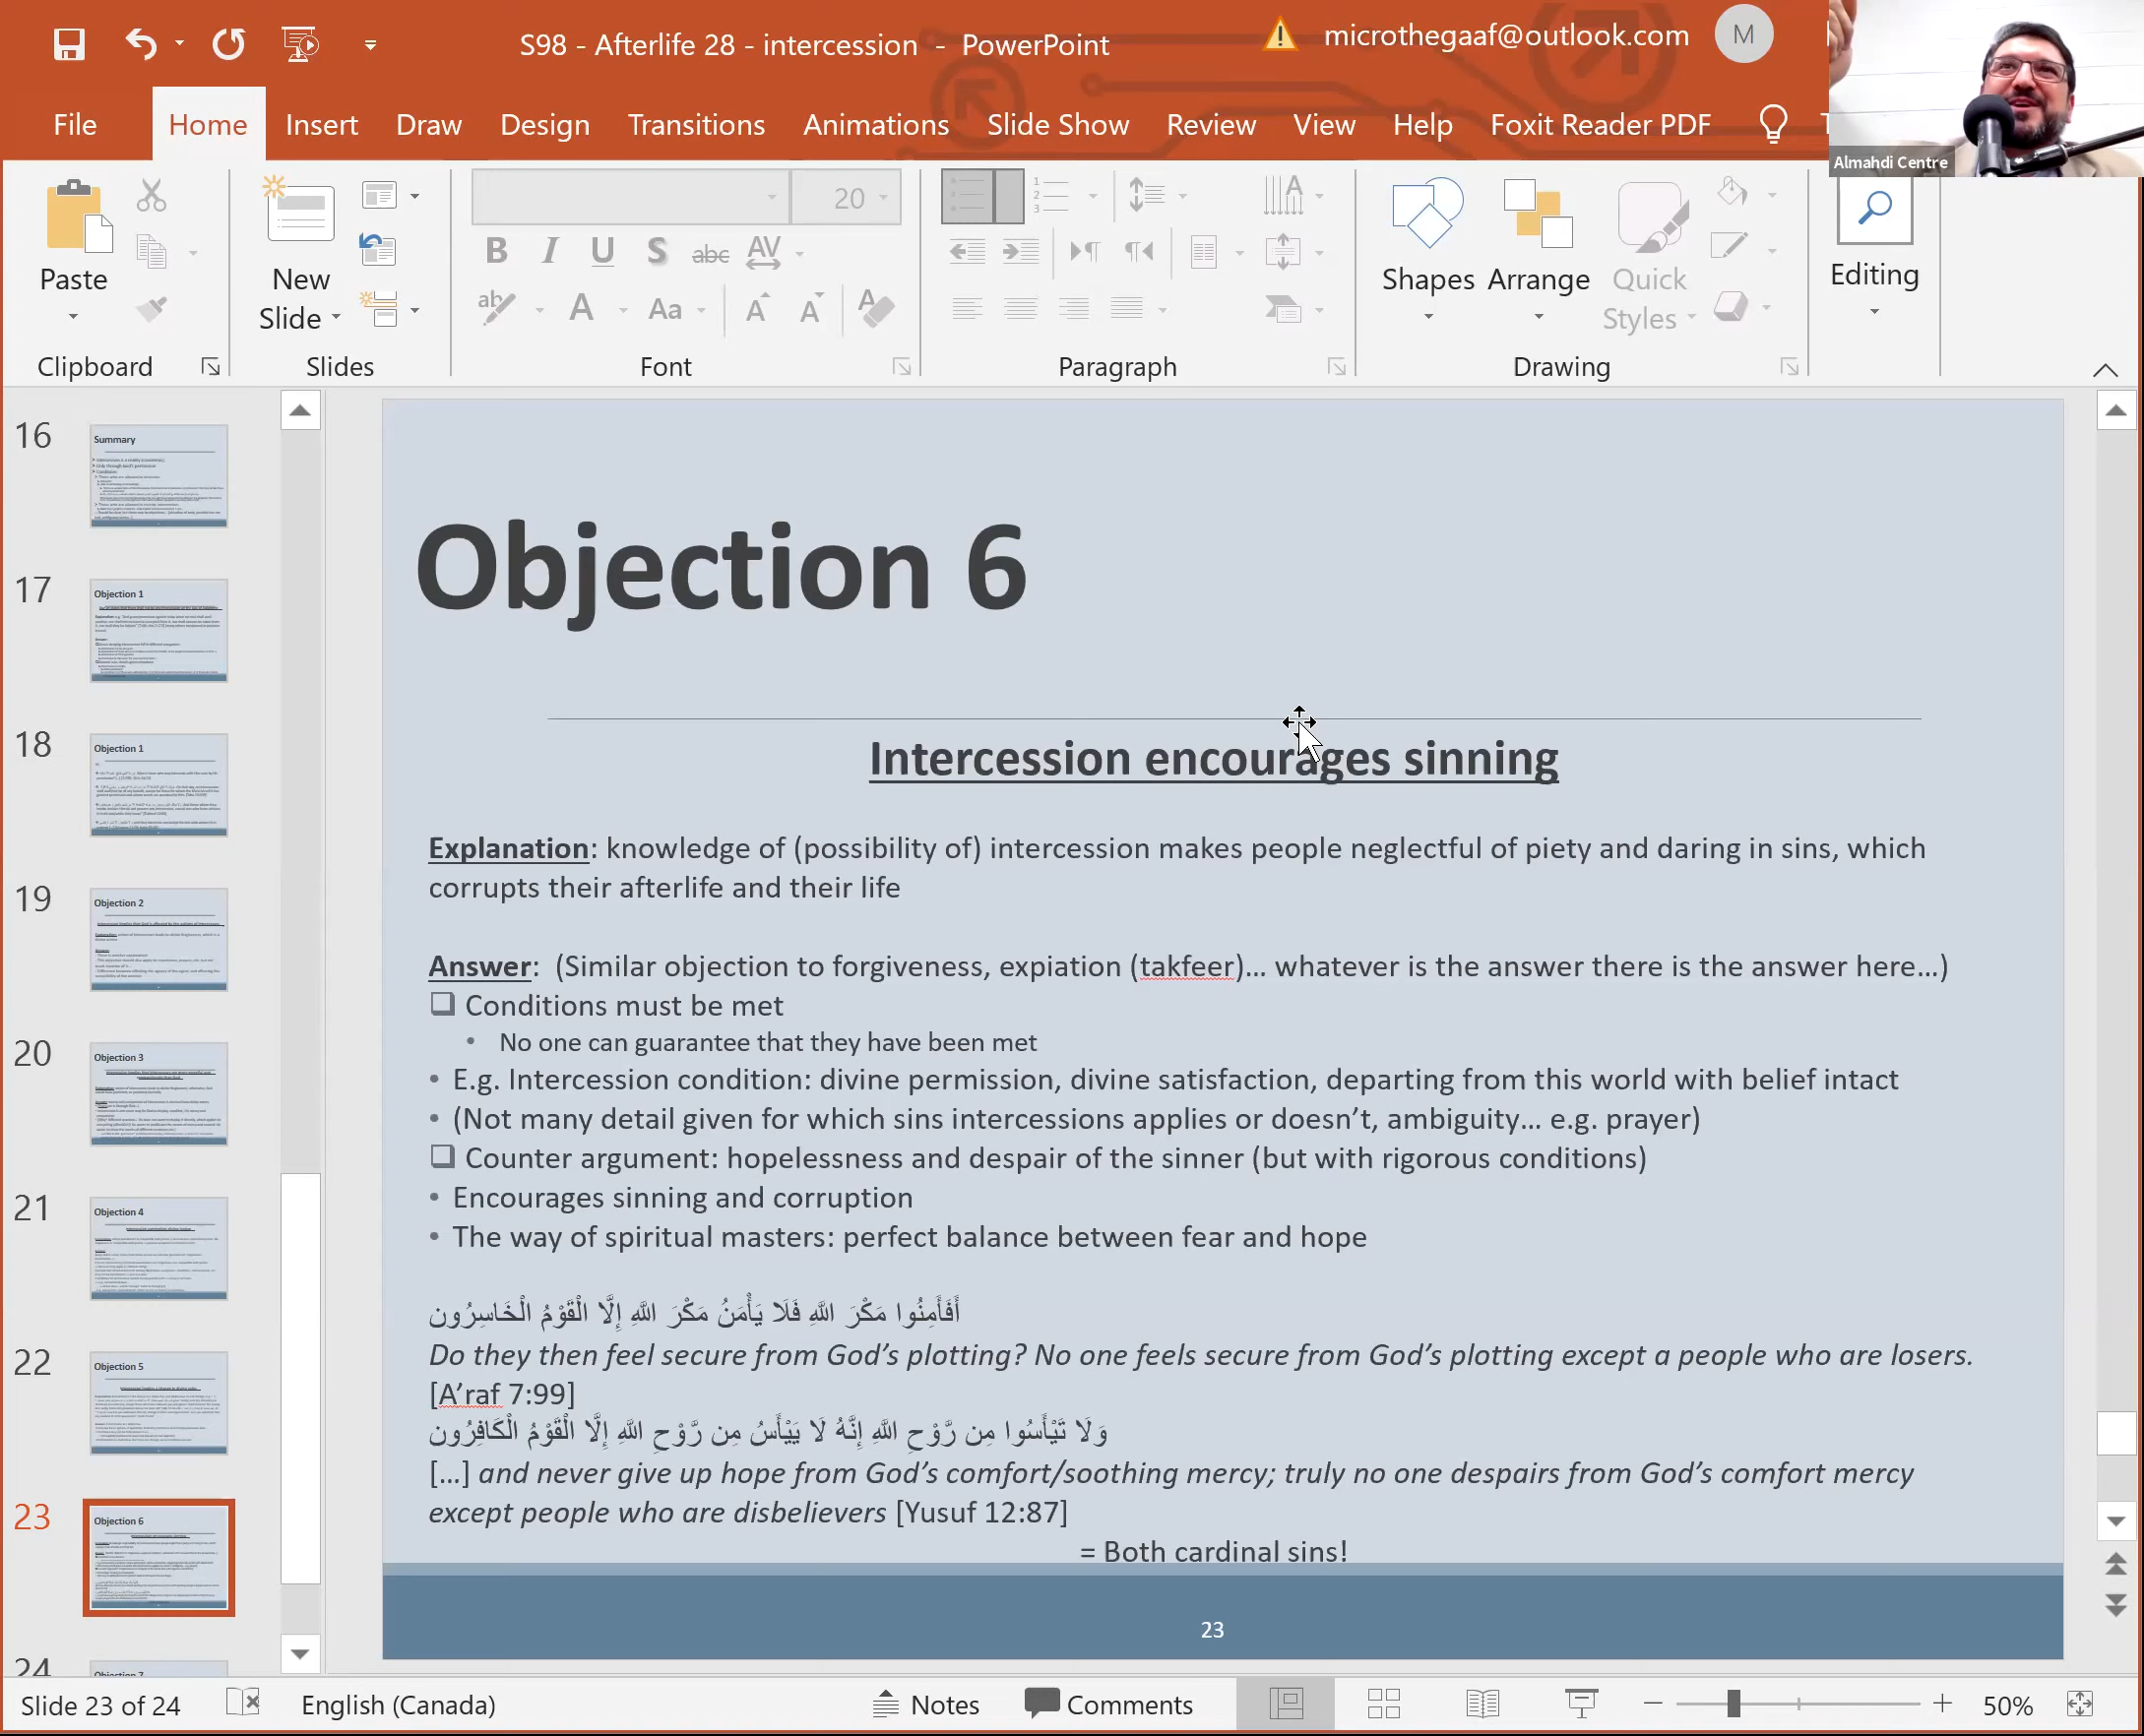 S98 - Afterlife 28 - intercession - PowerPoint
microthegaaf@outlook.com
M
Almahdi Centre
File Home Insert Draw Design Transitions Animations Slide Show Review View Help Foxit Reader PDF
Paste
New
Slide
20
B I U S abc AV
ab A Aa A A A
Shapes Arrange Quick
Styles
Editing
Clipboard Slides Font Paragraph Drawing
16
Summary
17
Objection 1
18
Objection 1
19
Objection 2
20
Objection 3
21
Objection 4
22
Objection 5
23
Objection 6
24
Objection 7
Objection 6
Intercession encourages sinning
Explanation: knowledge of (possibility of) intercession makes people neglectful of piety and daring in sins, which
corrupts their afterlife and their life
Answer: (Similar objection to forgiveness, expiation (takfeer)... whatever is the answer there is the answer here...)
❑ Conditions must be met
• No one can guarantee that they have been met
• E.g. Intercession condition: divine permission, divine satisfaction, departing from this world with belief intact
• (Not many detail given for which sins intercessions applies or doesn't, ambiguity... e.g. prayer)
❑ Counter argument: hopelessness and despair of the sinner (but with rigorous conditions)
• Encourages sinning and corruption
• The way of spiritual masters: perfect balance between fear and hope
أَفَأَمِنُوا مَكْرَ اللَّهِ فَلَا يَأْمَنُ مَكْرَ اللَّهِ إِلَّا الْقَوْمُ الْخَاسِرُون
Do they then feel secure from God's plotting? No one feels secure from God's plotting except a people who are losers.
[A'raf 7:99]
وَلَا تَيْأَسُوا مِن رَّوْحِ اللَّهِ إِنَّهُ لَا يَيْأَسُ مِن رَّوْحِ اللَّهِ إِلَّا الْقَوْمُ الْكَافِرُون
[...] and never give up hope from God's comfort/soothing mercy; truly no one despairs from God's comfort mercy
except people who are disbelievers [Yusuf 12:87]
= Both cardinal sins!
23
Slide 23 of 24 English (Canada) Notes Comments 50%